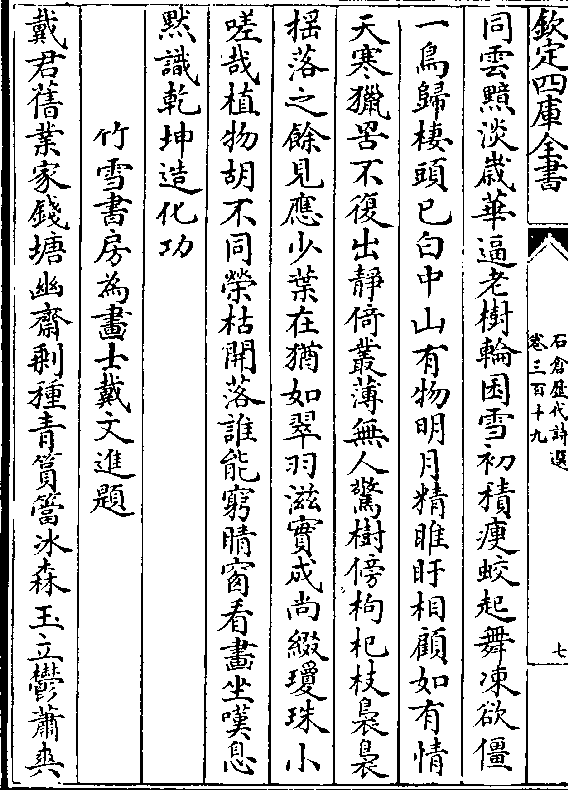 欽定四庫全書
石倉歷代詩選
卷三百十九
七
同雲黯淡歲華逼老樹輪囷雪初積瘦蛟起舞凍欲僵
一鳥歸棲頭已白中山有物明月精睢盱相顧如有情
天寒獵罟不復出靜倚叢薄無人驚樹傍枸杞枝裊裊
揺落之餘見應少葉在猶如翠羽滋實成尚綴瓊珠小
嗟哉植物胡不同榮枯開落誰能窮晴窗看畫坐嘆息
黙識乾坤造化功
竹雪書房為畫士戴文進題
戴君舊業家錢塘幽齋剰種青篔簹冰森玉立鬱蕭爽